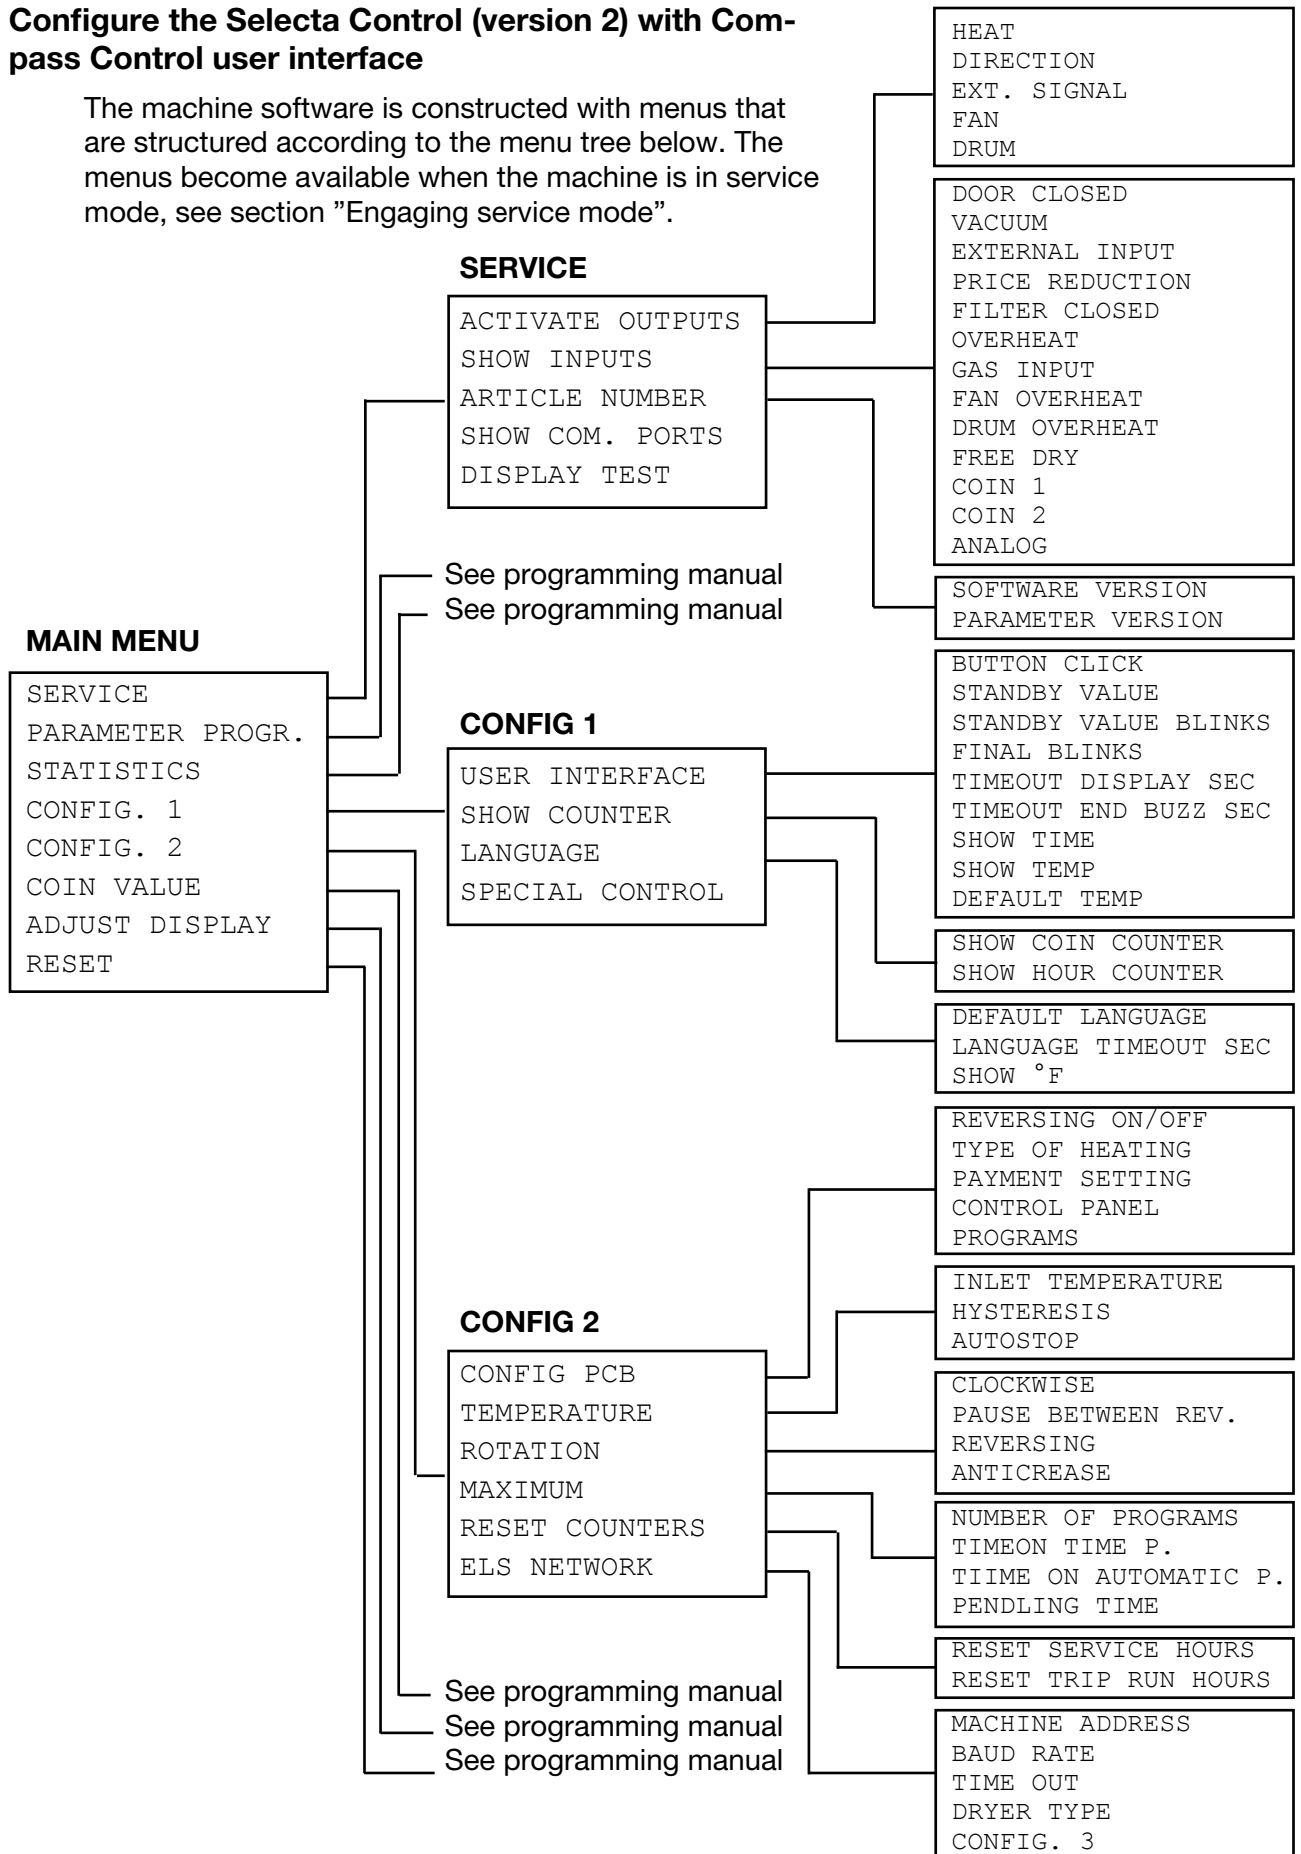 Configure the Selecta Control (version 2) with Com-
pass Control user interface
The machine software is constructed with menus that
are structured according to the menu tree below. The
menus become available when the machine is in service
mode, see section ”Engaging service mode”.
MAIN MENU
SERVICE
PARAMETER PROGR.
STATISTICS
CONFIG. 1
CONFIG. 2
COIN VALUE
ADJUST DISPLAY
RESET
SERVICE
ACTIVATE OUTPUTS
SHOW INPUTS
ARTICLE NUMBER
SHOW COM. PORTS
DISPLAY TEST
See programming manual
See programming manual
CONFIG 1
USER INTERFACE
SHOW COUNTER
LANGUAGE
SPECIAL CONTROL
CONFIG 2
CONFIG PCB
TEMPERATURE
ROTATION
MAXIMUM
RESET COUNTERS
ELS NETWORK
See programming manual
See programming manual
See programming manual
HEAT
DIRECTION
EXT. SIGNAL
FAN
DRUM
DOOR CLOSED
VACUUM
EXTERNAL INPUT
PRICE REDUCTION
FILTER CLOSED
OVERHEAT
GAS INPUT
FAN OVERHEAT
DRUM OVERHEAT
FREE DRY
COIN 1
COIN 2
ANALOG
SOFTWARE VERSION
PARAMETER VERSION
BUTTON CLICK
STANDBY VALUE
STANDBY VALUE BLINKS
FINAL BLINKS
TIMEOUT DISPLAY SEC
TIMEOUT END BUZZ SEC
SHOW TIME
SHOW TEMP
DEFAULT TEMP
SHOW COIN COUNTER
SHOW HOUR COUNTER
DEFAULT LANGUAGE
LANGUAGE TIMEOUT SEC
SHOW °F
REVERSING ON/OFF
TYPE OF HEATING
PAYMENT SETTING
CONTROL PANEL
PROGRAMS
INLET TEMPERATURE
HYSTERESIS
AUTOSTOP
CLOCKWISE
PAUSE BETWEEN REV.
REVERSING
ANTICREASE
NUMBER OF PROGRAMS
TIMEON TIME P.
TIIME ON AUTOMATIC P.
PENDLING TIME
RESET SERVICE HOURS
RESET TRIP RUN HOURS
MACHINE ADDRESS
BAUD RATE
TIME OUT
DRYER TYPE
CONFIG. 3